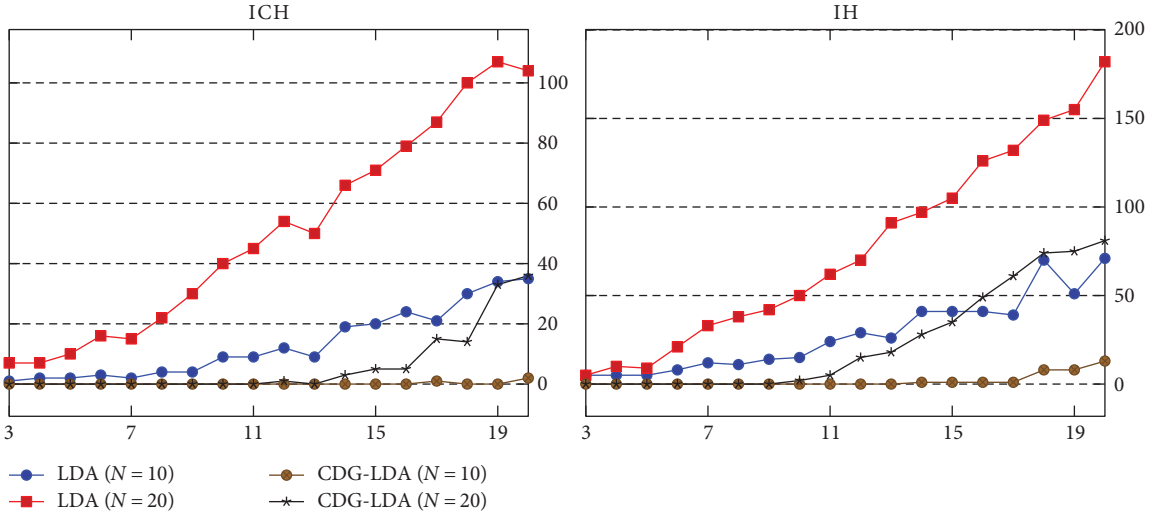 ICH
100
80
60
40
20
0
3 7 11 15 19
IH
200
150
100
50
0
3 7 11 15 19
LDA (N = 10)
LDA (N = 20)
CDG-LDA (N = 10)
CDG-LDA (N = 20)